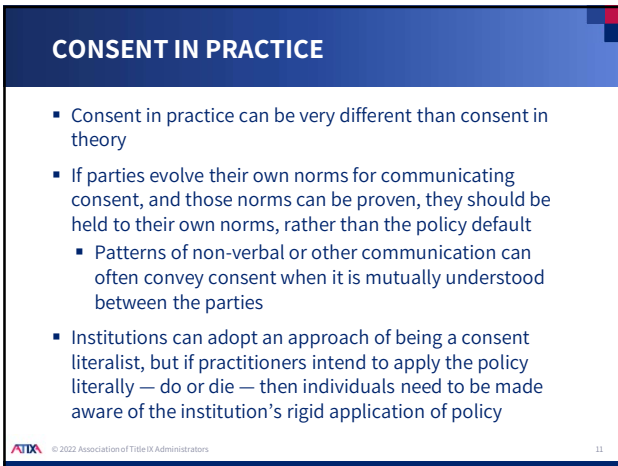 CONSENT IN PRACTICE
▪ Consent in practice can be very different than consent in
theory
▪ If parties evolve their own norms for communicating
consent, and those norms can be proven, they should be
held to their own norms, rather than the policy default
▪ Patterns of non-verbal or other communication can
often convey consent when it is mutually understood
between the parties
▪ Institutions can adopt an approach of being a consent
literalist, but if practitioners intend to apply the policy
literally — do or die — then individuals need to be made
aware of the institution’s rigid application of policy
ATIXA © 2022 Association of Title IX Administrators 11